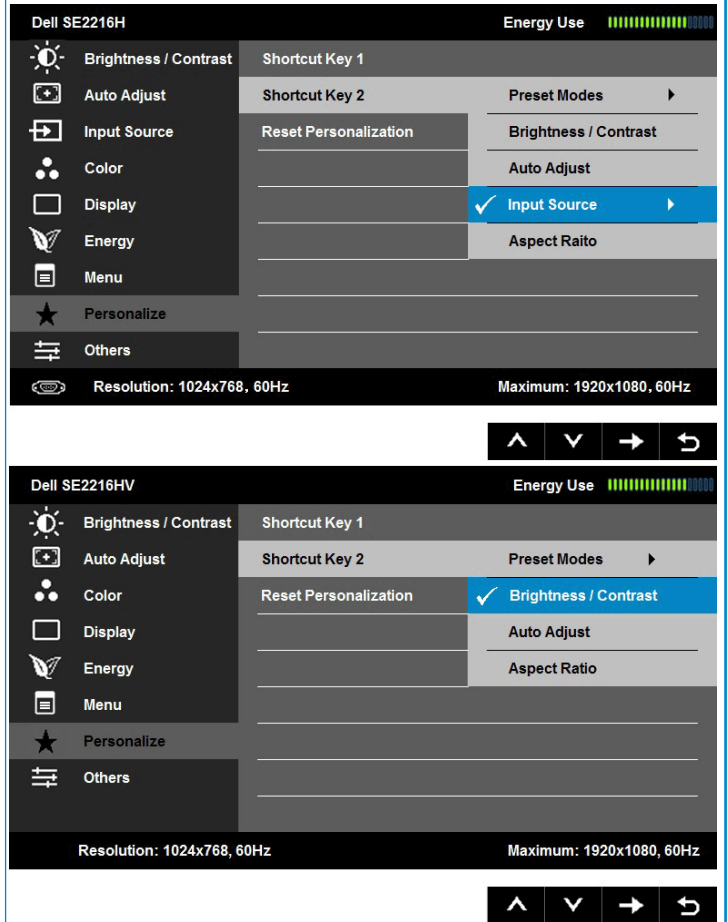 Dell SE2216H Energy Use
Brightness / Contrast Shortcut Key 1
Auto Adjust Shortcut Key 2 Preset Modes
Input Source Reset Personalization Brightness / Contrast
Color Auto Adjust
Display Input Source
Energy Aspect Raito
Menu
Personalize
Others
Resolution: 1024x768, 60Hz Maximum: 1920x1080, 60Hz
Dell SE2216HV Energy Use
Brightness / Contrast Shortcut Key 1
Auto Adjust Shortcut Key 2 Preset Modes
Color Reset Personalization Brightness / Contrast
Display Auto Adjust
Energy Aspect Ratio
Menu
Personalize
Others
Resolution: 1024x768, 60Hz Maximum: 1920x1080, 60Hz